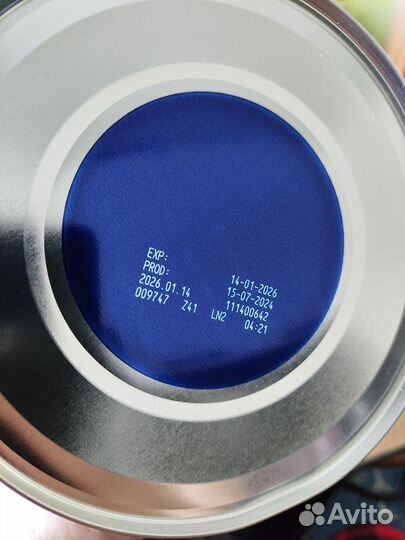 EXP: 14-01-2026
PROD: 15-07-2024
2026.01.14 111400642
009747 Z41 LN2 04:21
Avito